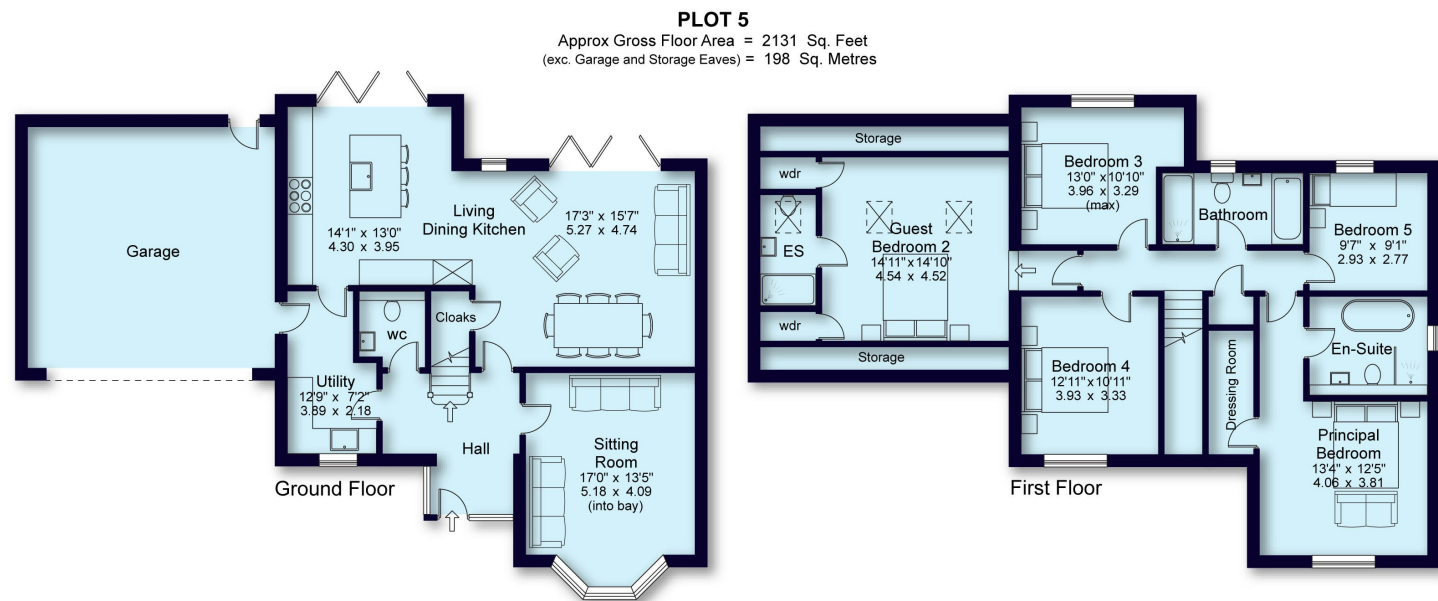 PLOT 5
Approx Gross Floor Area = 2131 Sq. Feet
(exc. Garage and Storage Eaves) = 198 Sq. Metres
Garage
14'1" x 13'0"
4.30 x 3.95
Living
Dining Kitchen
17'3" x 15'7"
5.27 x 4.74
wc
Cloaks
Utility
12'9" x 7'2"
3.89 x 2.18
Hall
Sitting
Room
17'0" x 13'5"
5.18 x 4.09
(into bay)
Ground Floor
Storage
wdr
ES
wdr
Storage
Guest
Bedroom 2
14'11" x 14'10"
4.54 x 4.52
Bedroom 3
13'0" x 10'10"
3.96 x 3.29
(max)
Bathroom
Bedroom 5
9'7" x 9'1"
2.93 x 2.77
Bedroom 4
12'11" x 10'11"
3.93 x 3.33
Dressing Room
En-Suite
Principal
Bedroom
13'4" x 12'5"
4.06 x 3.81
First Floor